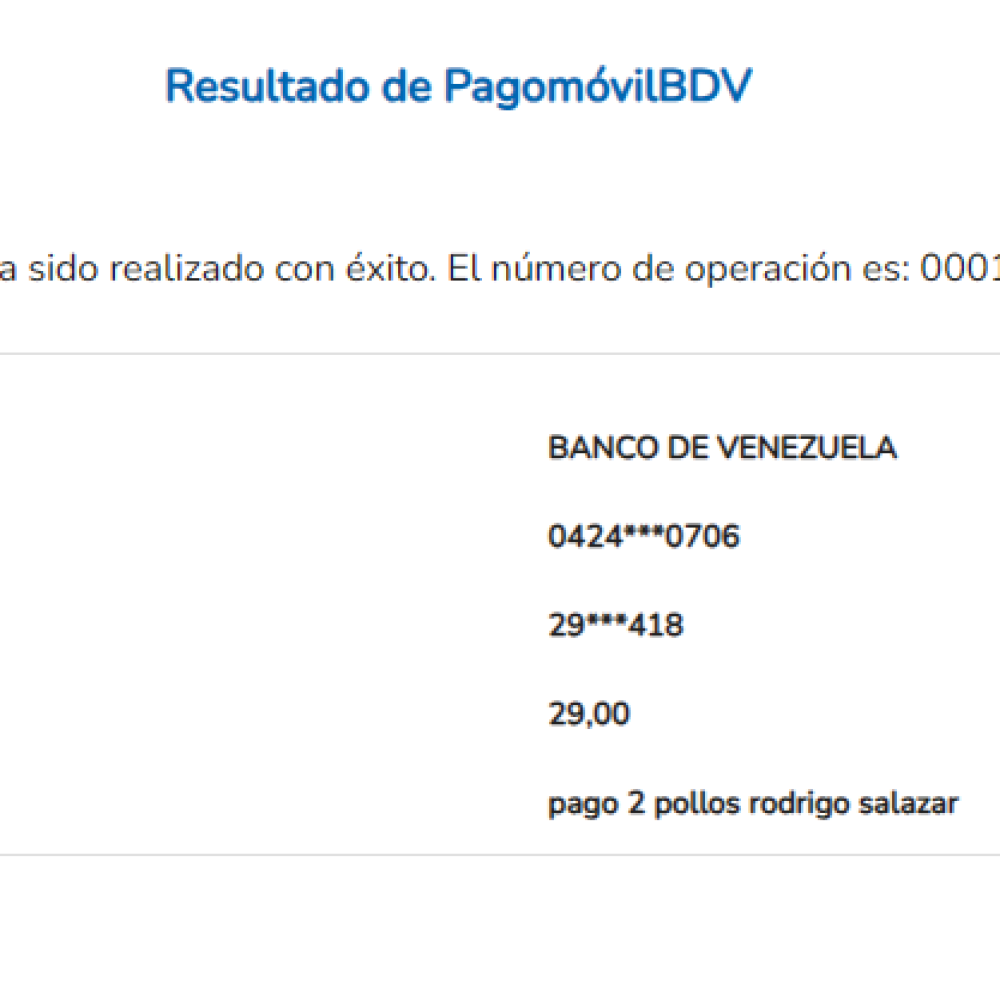 Resultado de PagomóvilBDV
a sido realizado con éxito. El número de operación es: 0001
BANCO DE VENEZUELA
0424***0706
29***418
29,00
pago 2 pollos rodrigo salazar